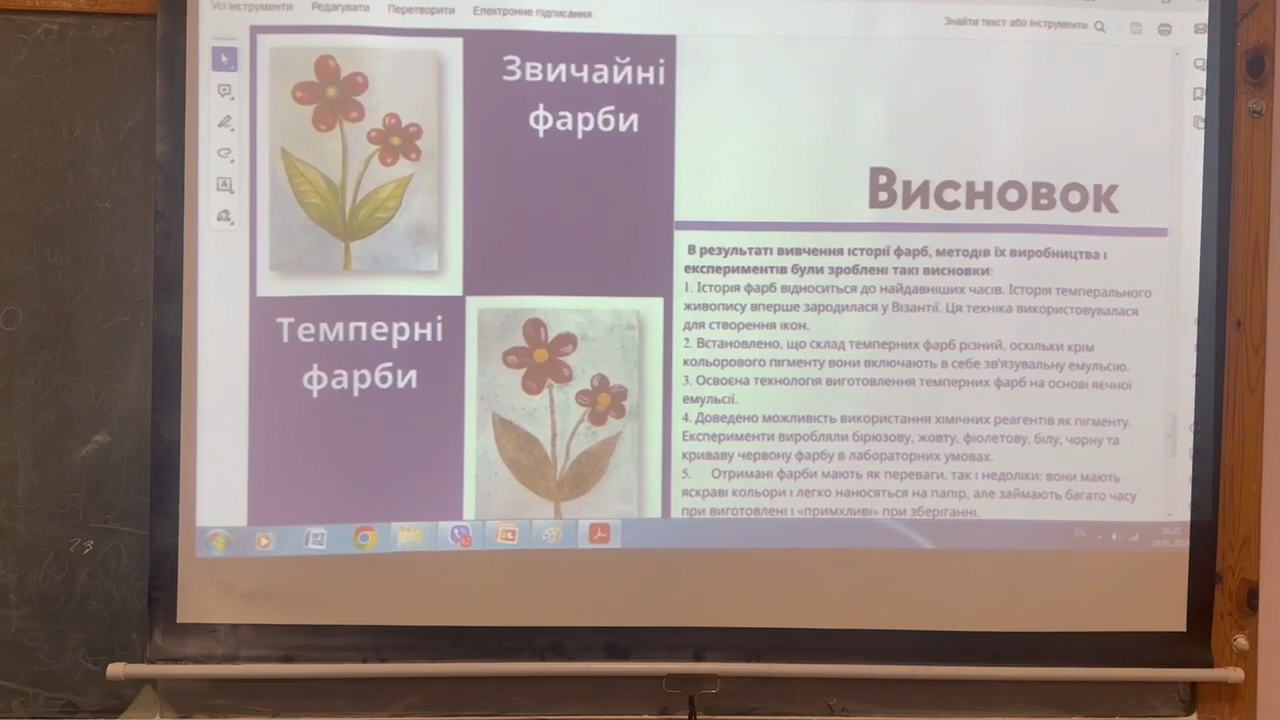 Усі інструменти Редагувати Перетворити Електронне підписання
Знайти текст або інструменти
Звичайні
фарби
Темперні
фарби
Висновок
В результаті вивчення історії фарб, методів їх виробництва і
експериментів були зроблені такі висновки:
1. Історія фарб відноситься до найдавніших часів. Історія темперального
живопису вперше зародилася у Візантії. Ця техніка використовувалася
для створення ікон.
2. Встановлено, що склад темперних фарб різний, оскільки крім
кольорового пігменту вони включають в себе зв'язувальну емульсію.
3. Освоєна технологія виготовлення темперних фарб на основі яєчної
емульсії.
4. Доведено можливість використання хімічних реагентів як пігменту.
Експерименти виробляли бірюзову, жовту, фіолетову, білу, чорну та
криваву червону фарбу в лабораторних умовах.
5. Отримані фарби мають як переваги, так і недоліки: вони мають
яскраві кольори і легко наносяться на папір, але займають багато часу
при виготовлені і «примхливі» при зберіганні.